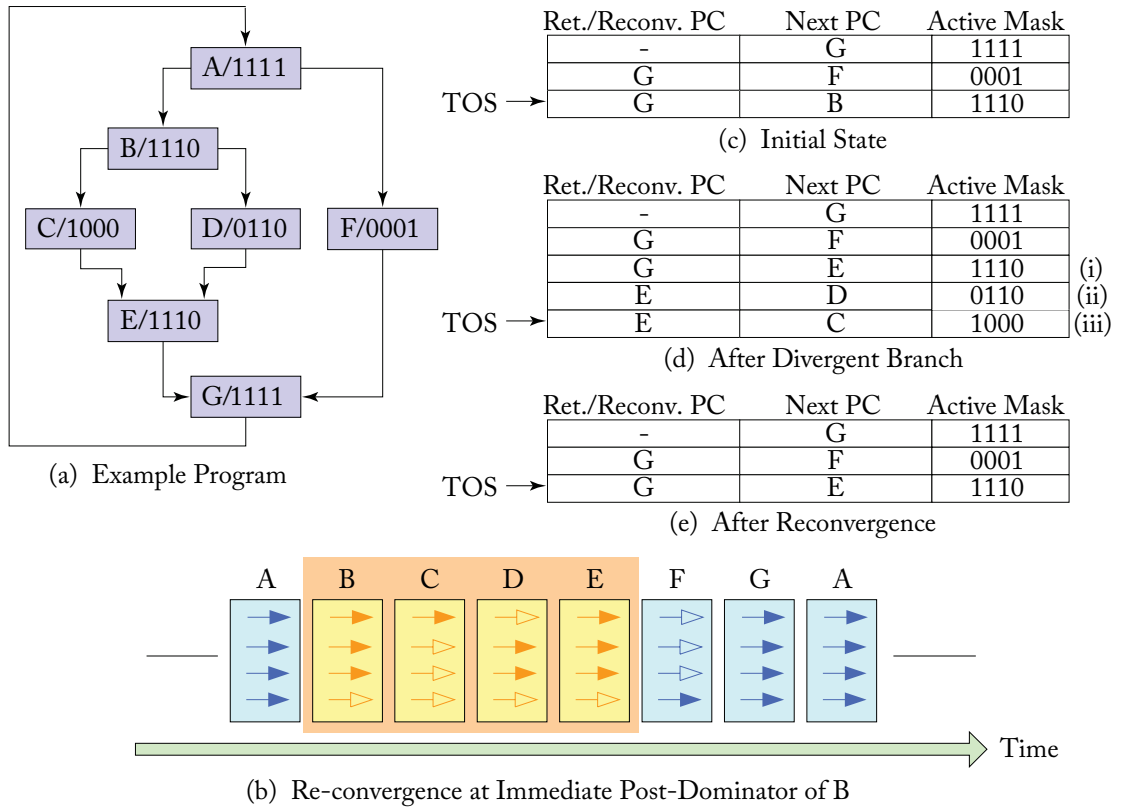 A/1111
B/1110
C/1000
D/0110
F/0001
E/1110
G/1111
(a) Example Program
Ret./Reconv. PC Next PC Active Mask
- G 1111
G F 0001
TOS G B 1110
(c) Initial State
Ret./Reconv. PC Next PC Active Mask
- G 1111
G F 0001
G E 1110 (i)
E D 0110 (ii)
TOS E C 1000 (iii)
(d) After Divergent Branch
Ret./Reconv. PC Next PC Active Mask
- G 1111
G F 0001
TOS G E 1110
(e) After Reconvergence
A B C D E F G A
Time
(b) Re-convergence at Immediate Post-Dominator of B